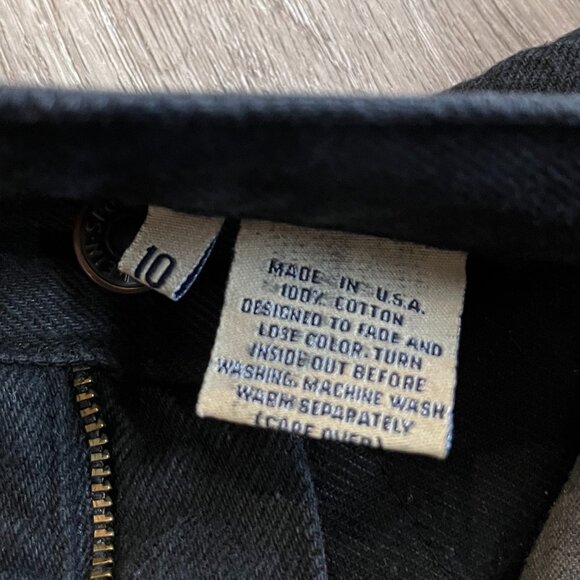 10
MADE IN U.S.A.
100% COTTON
DESIGNED TO FADE AND
LOSE COLOR. TURN
INSIDE OUT BEFORE
WASHING. MACHINE WASH
WARM SEPARATELY
(CARE OVER)